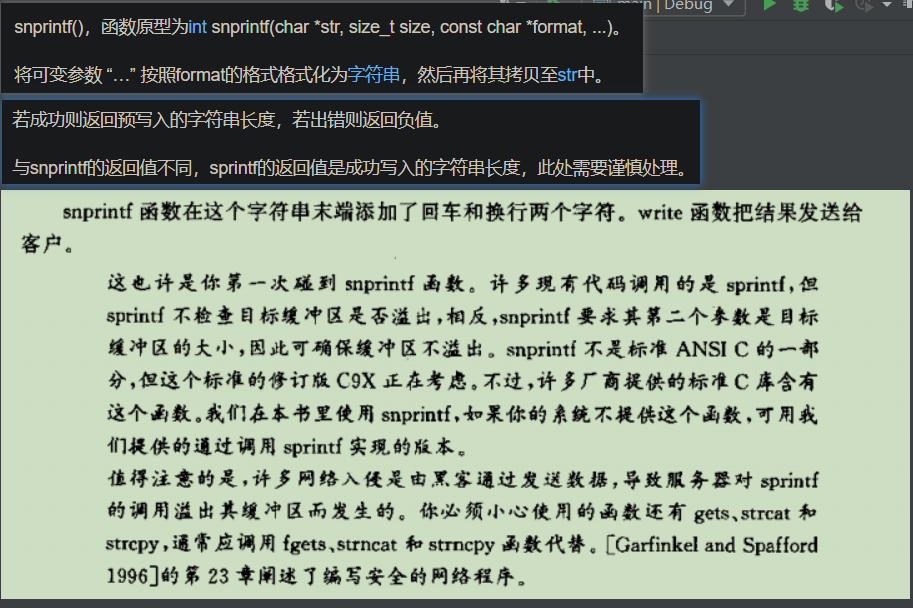 main | Debug
snprintf()，函数原型为int snprintf(char *str, size_t size, const char *format, ...)。
将可变参数 “…” 按照format的格式格式化为字符串，然后再将其拷贝至str中。
若成功则返回预写入的字符串长度，若出错则返回负值。
与snprintf的返回值不同，sprintf的返回值是成功写入的字符串长度，此处需要谨慎处理。
snprintf 函数在这个字符串末端添加了回车和换行两个字符。write 函数把结果发送给
客户。
这也许是你第一次碰到 snprintf 函数。许多现有代码调用的是 sprintf,但
sprintf 不检查目标缓冲区是否溢出,相反,snprintf 要求其第二个参数是目标
缓冲区的大小,因此可确保缓冲区不溢出。snprintf 不是标准 ANSI C 的一部
分,但这个标准的修订版 C9X 正在考虑。不过,许多厂商提供的标准 C 库含有
这个函数。我们在本书里使用 snprintf,如果你的系统不提供这个函数,可用我
们提供的通过调用 sprintf 实现的版本。
值得注意的是,许多网络入侵是由黑客通过发送数据,导致服务器对 sprintf
的调用溢出其缓冲区而发生的。你必须小心使用的函数还有 gets、strcat 和
strcpy,通常应调用 fgets、strncat 和 strncpy 函数代替。[Garfinkel and Spafford
1996]的第 23 章阐述了编写安全的网络程序。